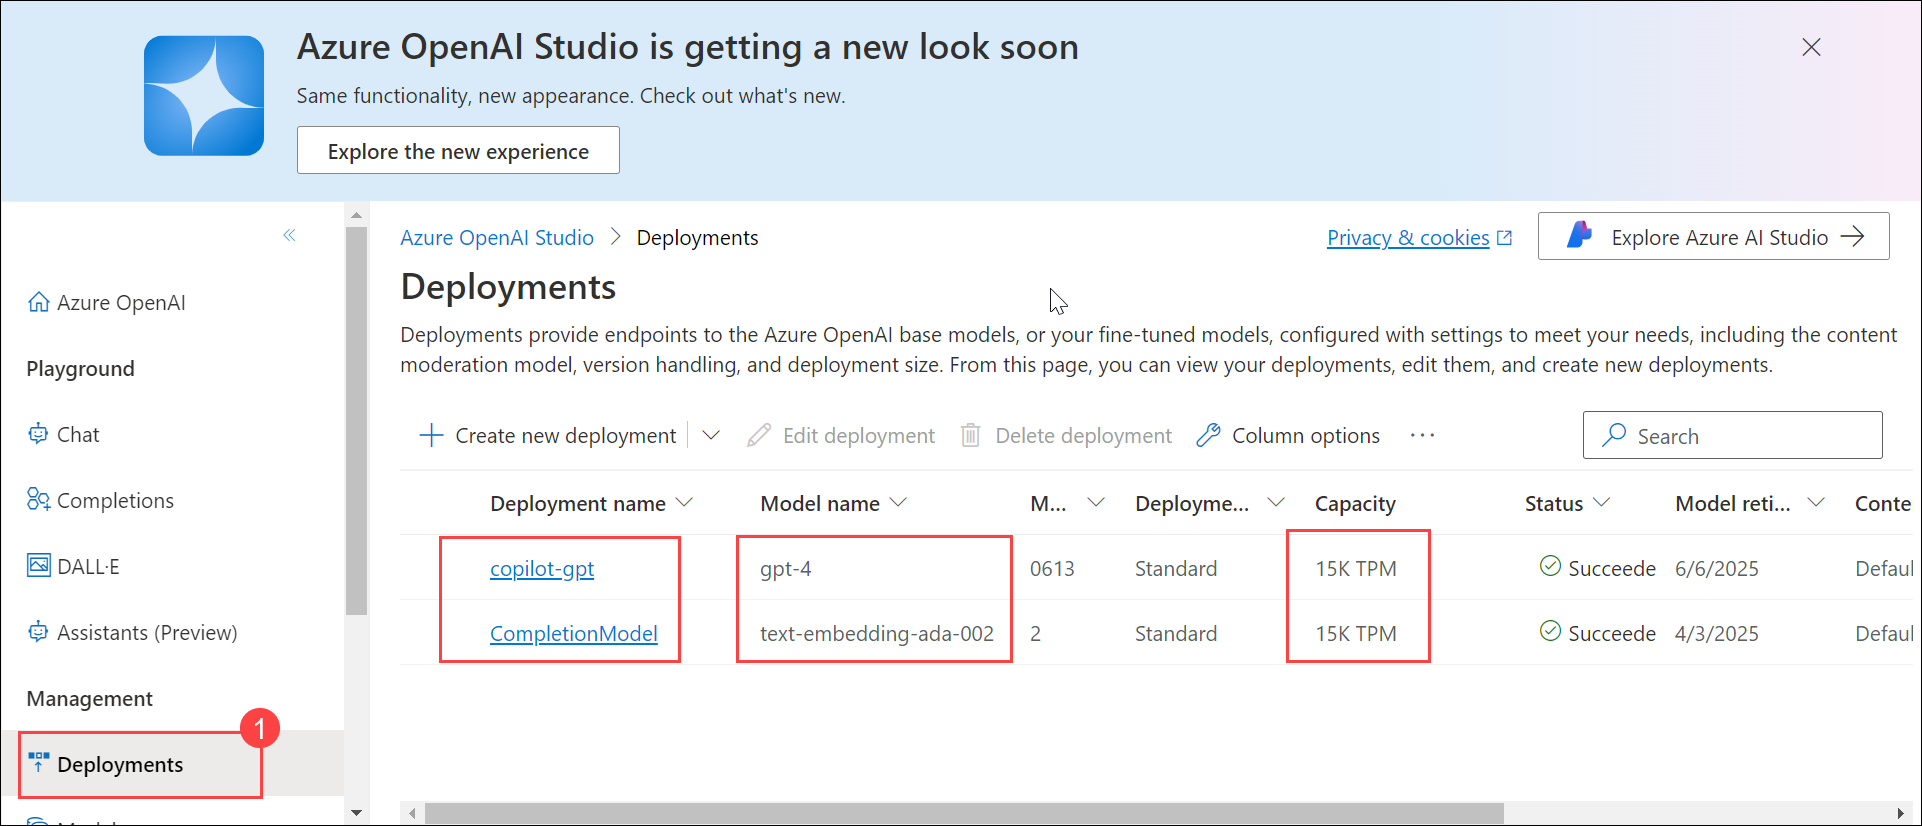 Azure OpenAI Studio is getting a new look soon
Same functionality, new appearance. Check out what's new.
Explore the new experience
Azure OpenAI
Playground
Chat
Completions
DALL·E
Assistants (Preview)
Management
1
Deployments
Azure OpenAI Studio > Deployments
Privacy & cookies
Explore Azure AI Studio
Deployments
Deployments provide endpoints to the Azure OpenAI base models, or your fine-tuned models, configured with settings to meet your needs, including the content
moderation model, version handling, and deployment size. From this page, you can view your deployments, edit them, and create new deployments.
Create new deployment Edit deployment Delete deployment Column options ... Search
Deployment name Model name M... Deployme... Capacity Status Model reti... Conte
copilot-gpt gpt-4 0613 Standard 15K TPM Succeede 6/6/2025 Defaul
CompletionModel text-embedding-ada-002 2 Standard 15K TPM Succeede 4/3/2025 Defaul